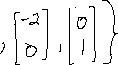 , [-2 0], [0 1] }